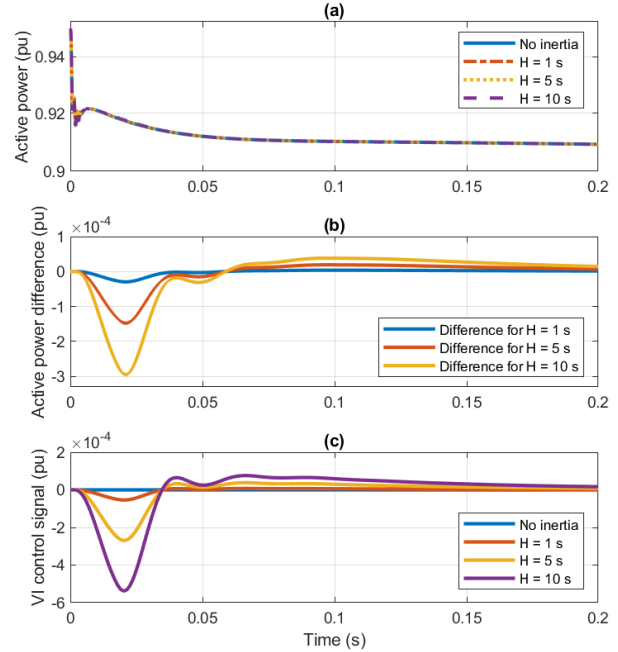 (a)
Active power (pu)
0.94
0.92
0.9
No inertia
H = 1 s
H = 5 s
H = 10 s
0
0.05
0.1
0.15
0.2
(b)
×10⁻⁴
Active power difference (pu)
1
0
-1
-2
-3
Difference for H = 1 s
Difference for H = 5 s
Difference for H = 10 s
0
0.05
0.1
0.15
0.2
(c)
×10⁻⁴
VI control signal (pu)
2
0
-2
-4
-6
No inertia
H = 1 s
H = 5 s
H = 10 s
0
0.05
0.1
0.15
0.2
Time (s)